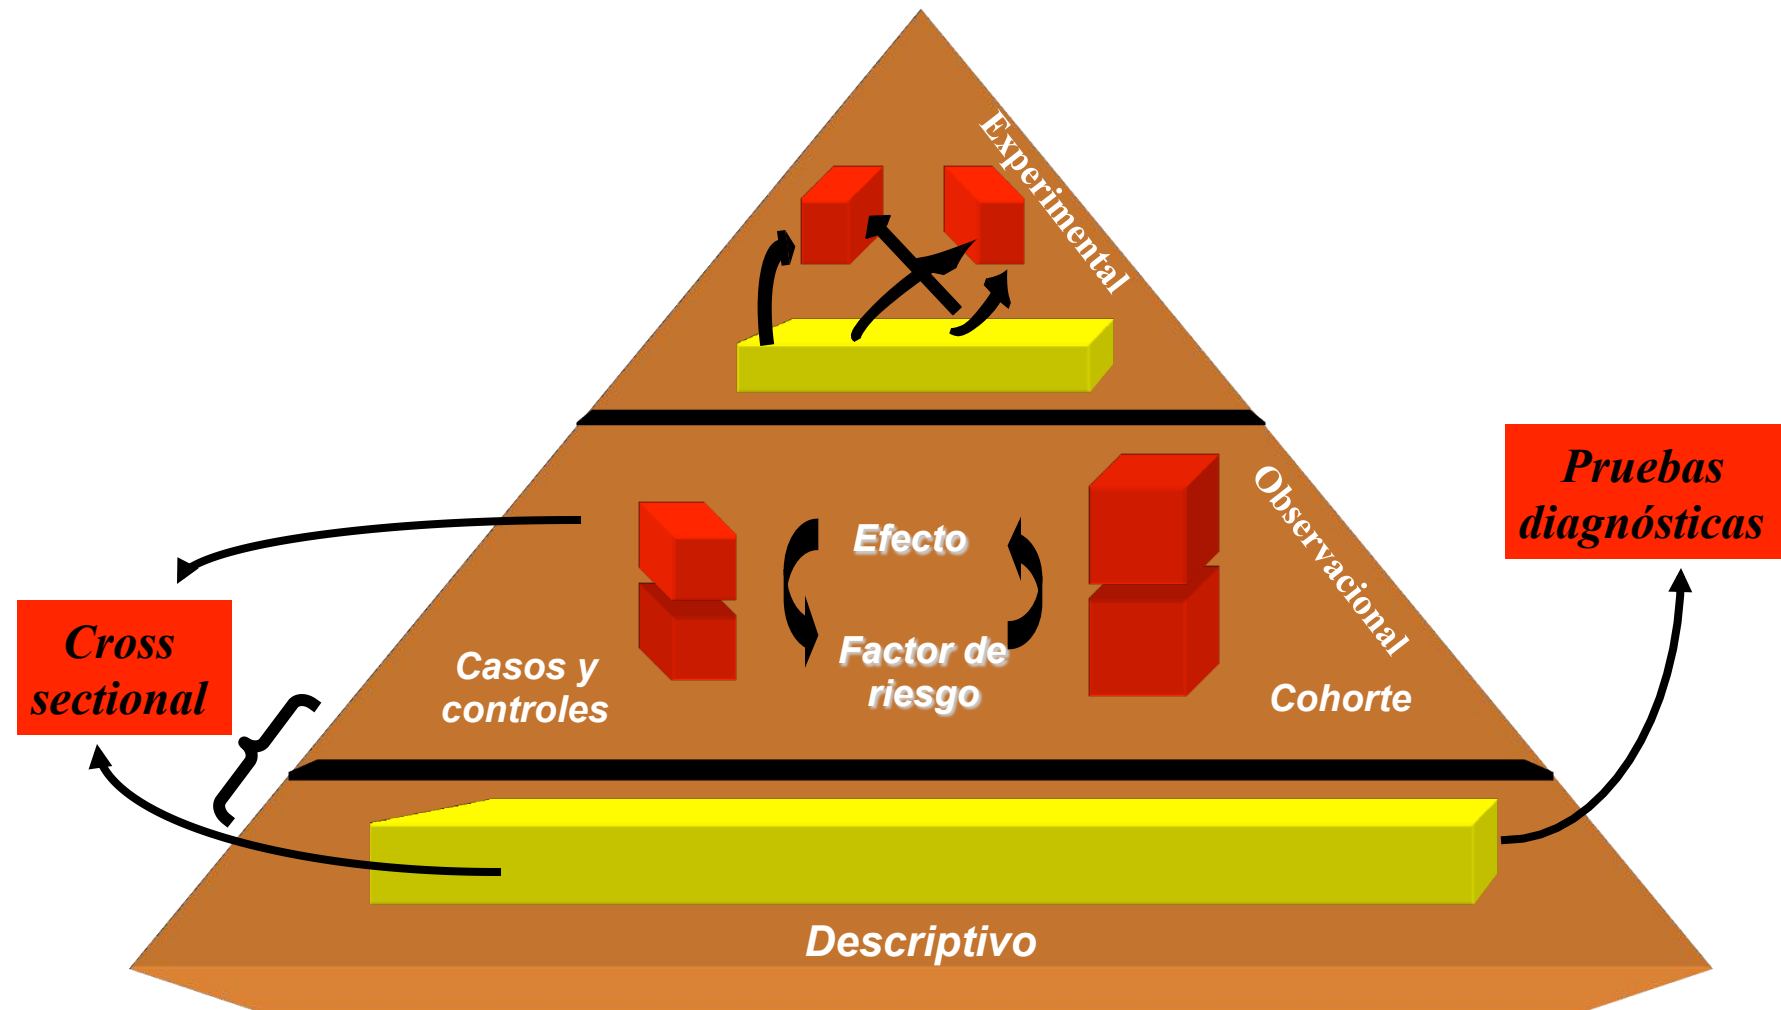 Experimental
Observacional
Pruebas
diagnósticas
Efecto
Factor de
riesgo
Casos y
controles
Cohorte
Cross
sectional
Descriptivo